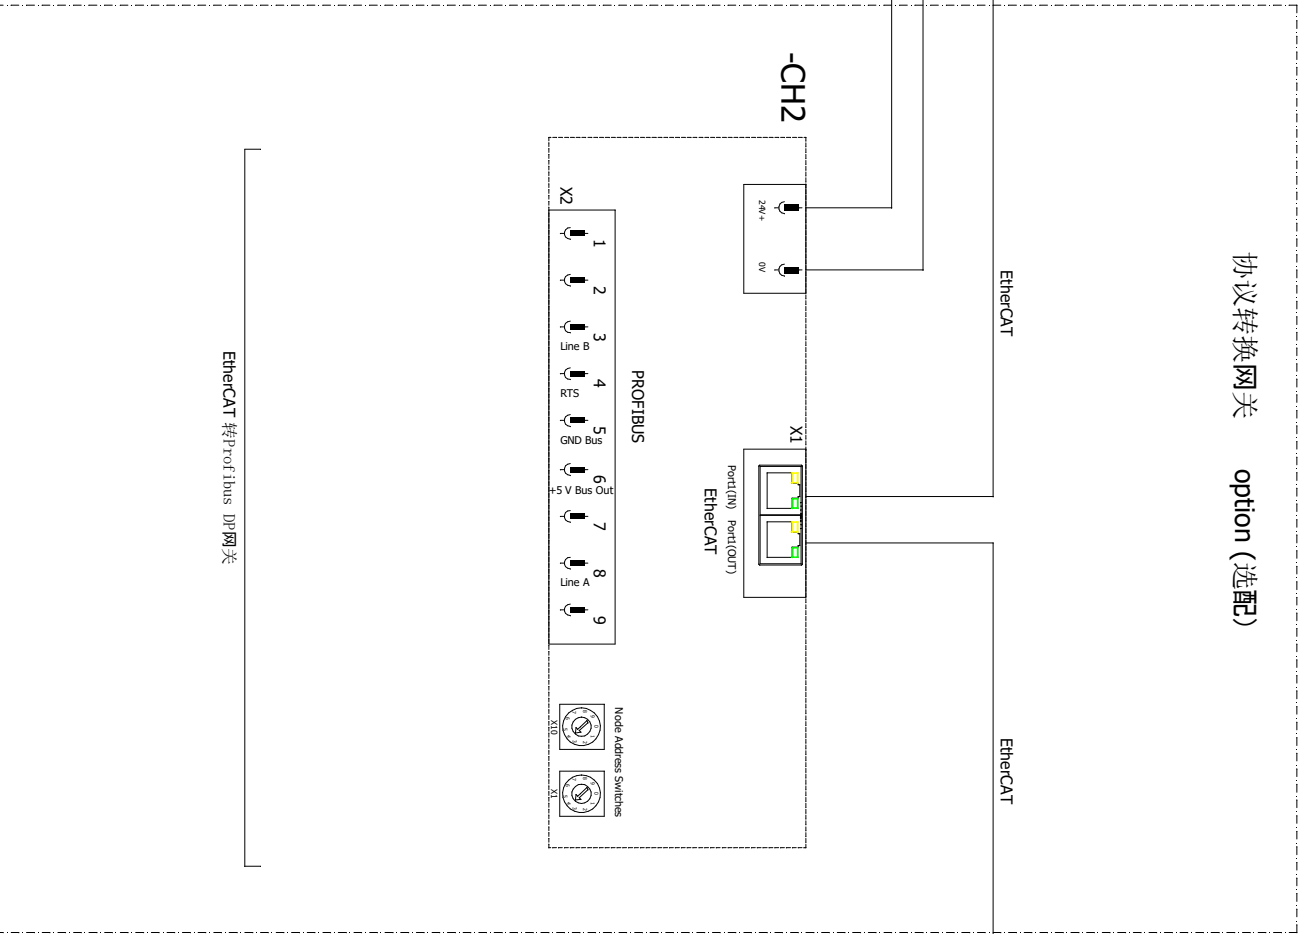 协议转换网关 option (选配)
EtherCAT
EtherCAT
-CH2
24V+
0V
X1
Port1(IN) Port1(OUT)
EtherCAT
PROFIBUS
X2
1
2
3
Line B
4
RTS
5
GND Bus
6
+5 V Bus Out
7
8
Line A
9
Node Address Switches
X10
X1
EtherCAT 转Profibus DP网关